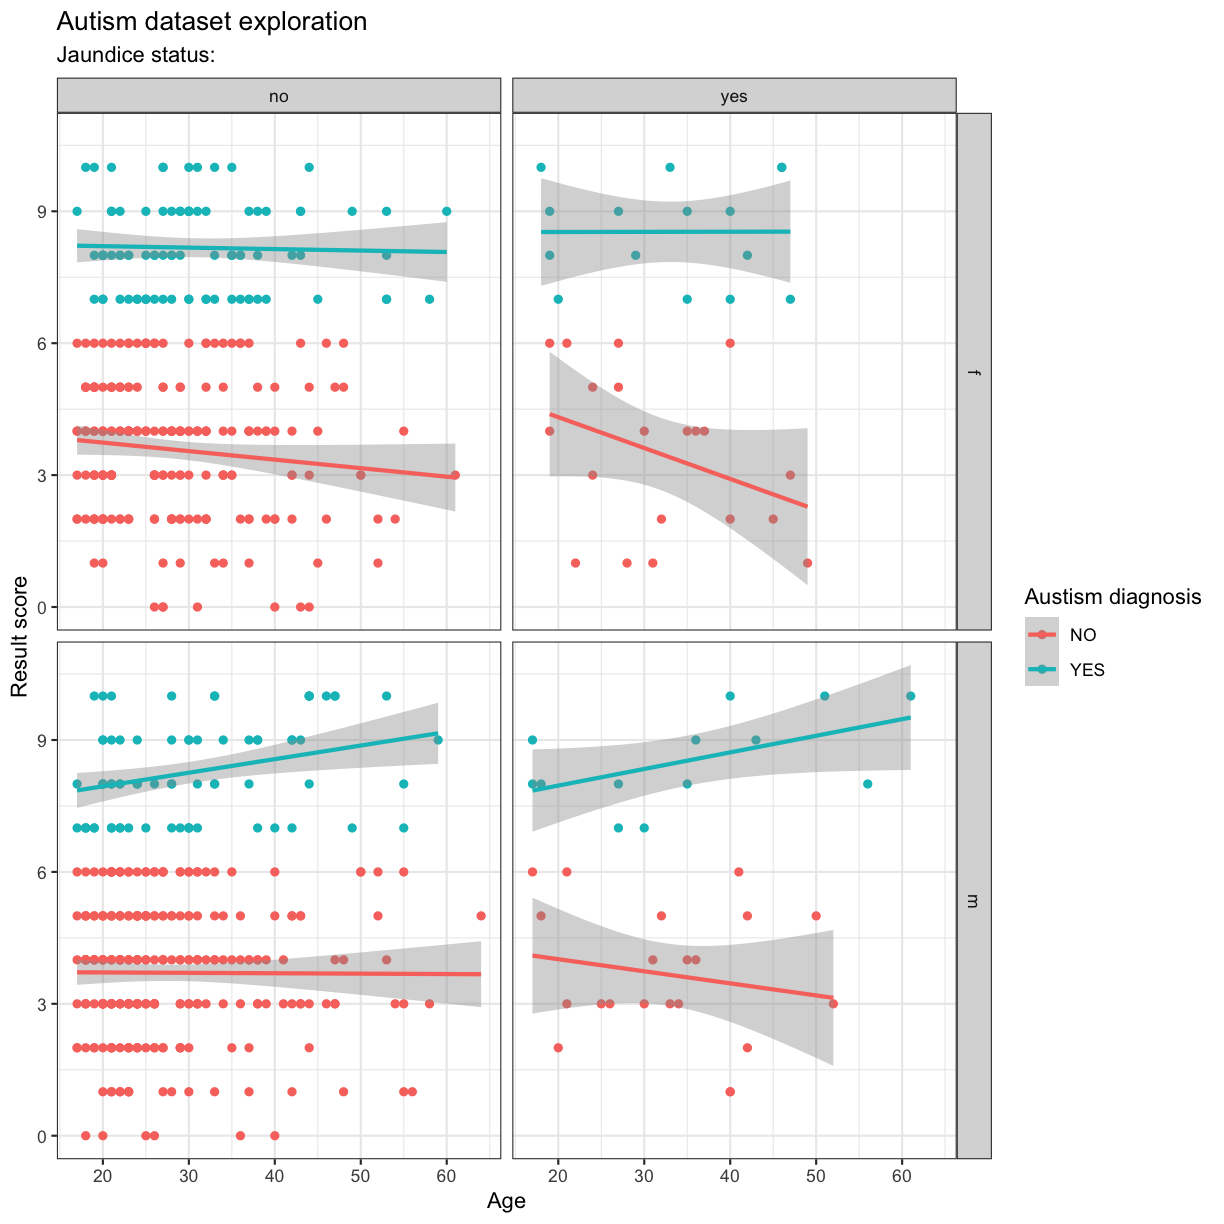 Autism dataset exploration
Jaundice status:
no
yes
9
6
3
0
f
9
6
3
0
m
20
30
40
50
60
20
30
40
50
60
Age
Result score
Austism diagnosis
NO
YES